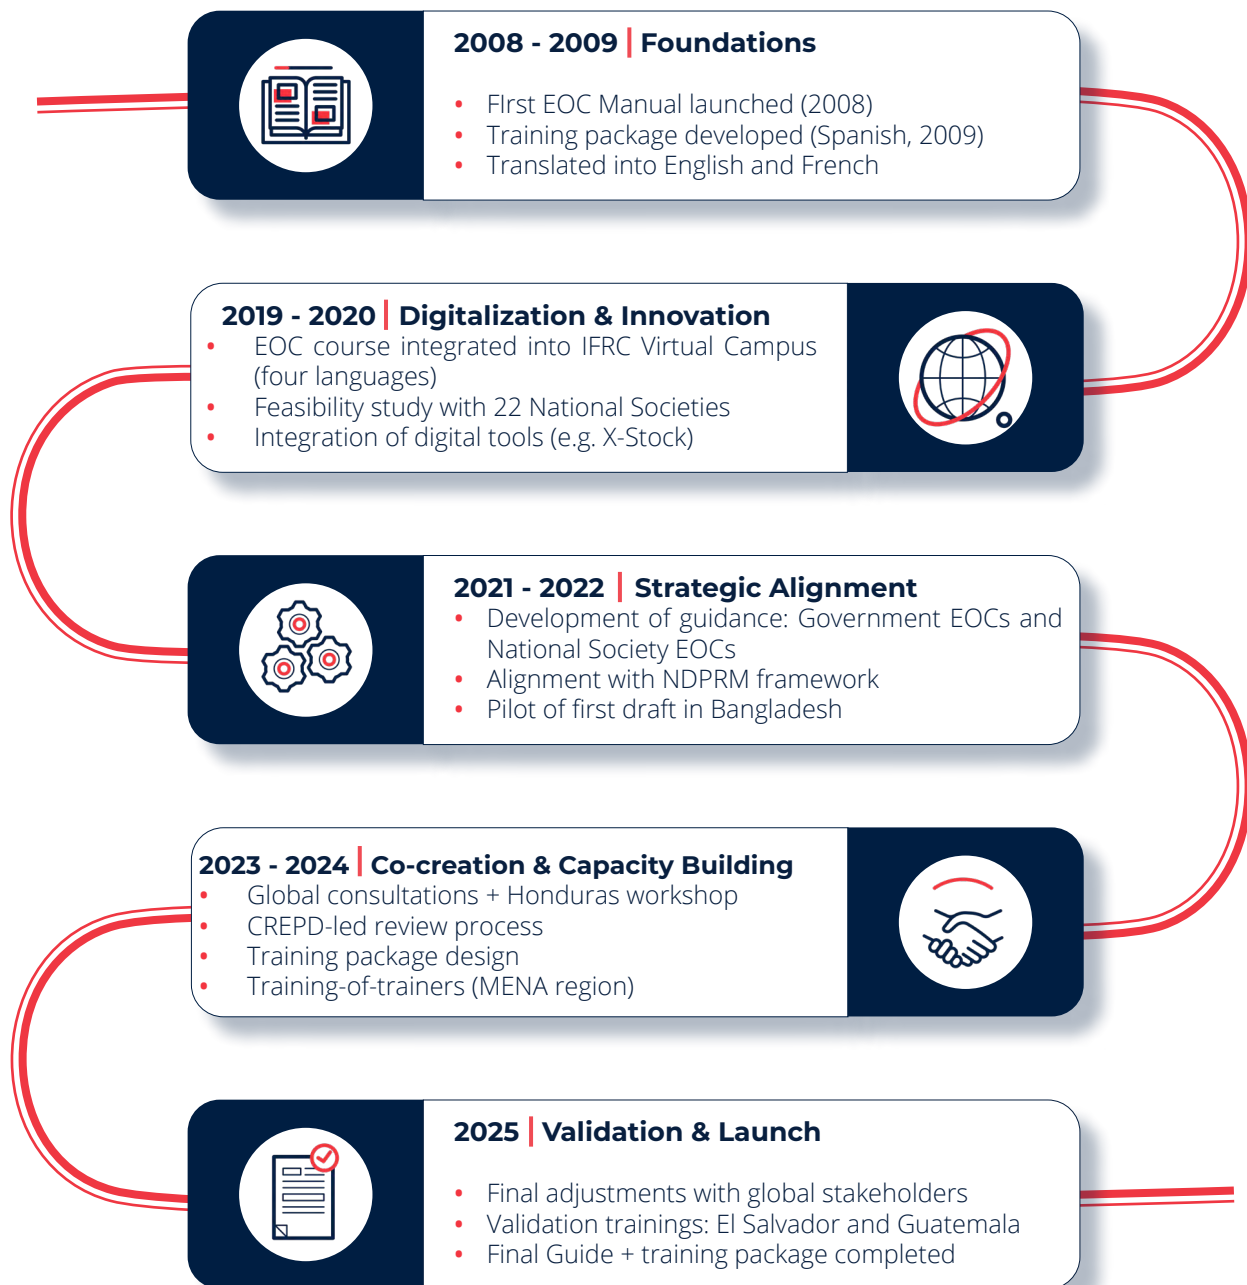 2008 - 2009 | Foundations
• FIrst EOC Manual launched (2008)
• Training package developed (Spanish, 2009)
• Translated into English and French
2019 - 2020 | Digitalization & Innovation
• EOC course integrated into IFRC Virtual Campus
(four languages)
• Feasibility study with 22 National Societies
• Integration of digital tools (e.g. X-Stock)
2021 - 2022 | Strategic Alignment
• Development of guidance: Government EOCs and
National Society EOCs
• Alignment with NDPRM framework
• Pilot of first draft in Bangladesh
2023 - 2024 | Co-creation & Capacity Building
• Global consultations + Honduras workshop
• CREPD-led review process
• Training package design
• Training-of-trainers (MENA region)
2025 | Validation & Launch
• Final adjustments with global stakeholders
• Validation trainings: El Salvador and Guatemala
• Final Guide + training package completed